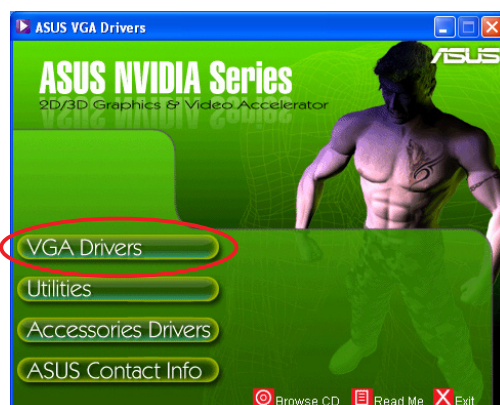 ASUS VGA Drivers
ASUS
ASUS NVIDIA Series
2D/3D Graphics & Video Accelerator
VGA Drivers
Utilities
Accessories Drivers
ASUS Contact Info
Browse CD Read Me Exit